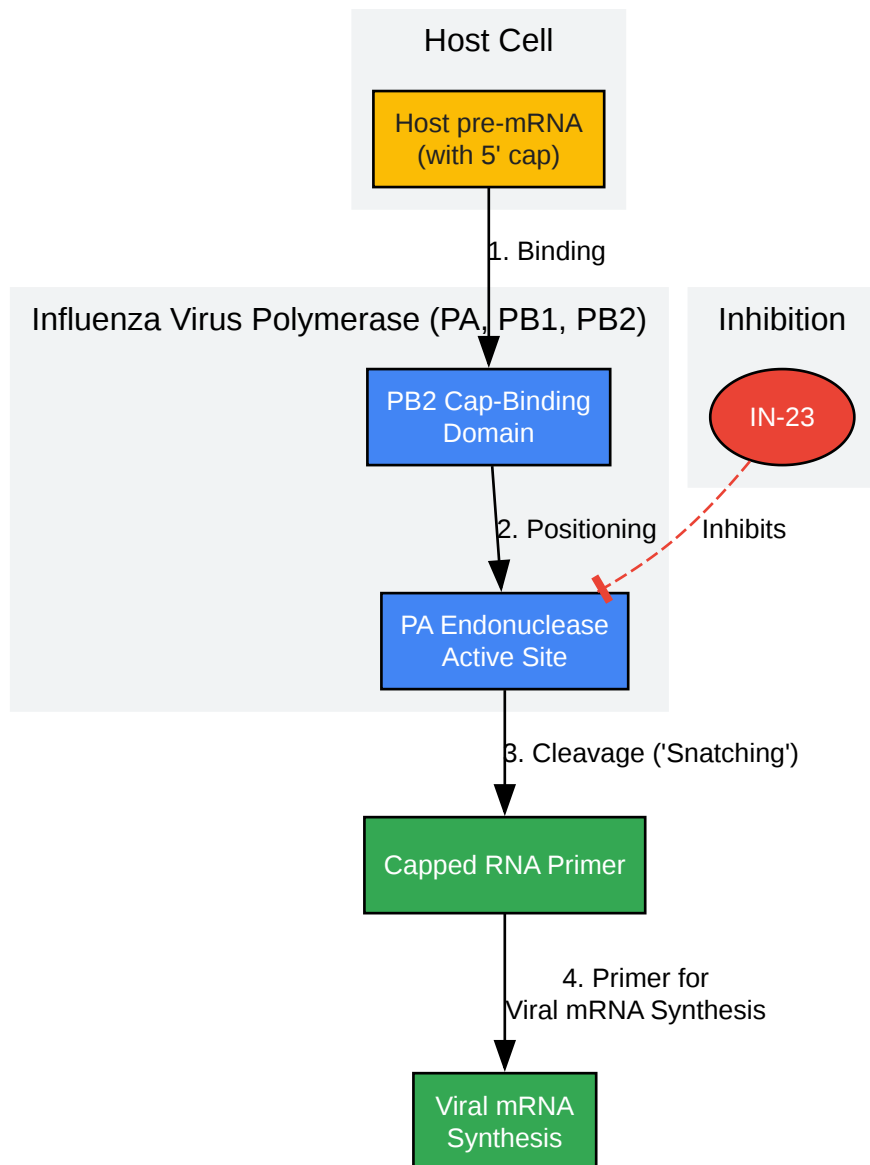 Host Cell
Host pre-mRNA
(with 5' cap)
1. Binding
Influenza Virus Polymerase (PA, PB1, PB2)
Inhibition
PB2 Cap-Binding
Domain
IN-23
2. Positioning
Inhibits
PA Endonuclease
Active Site
3. Cleavage ('Snatching')
Capped RNA Primer
4. Primer for
Viral mRNA Synthesis
Viral mRNA
Synthesis